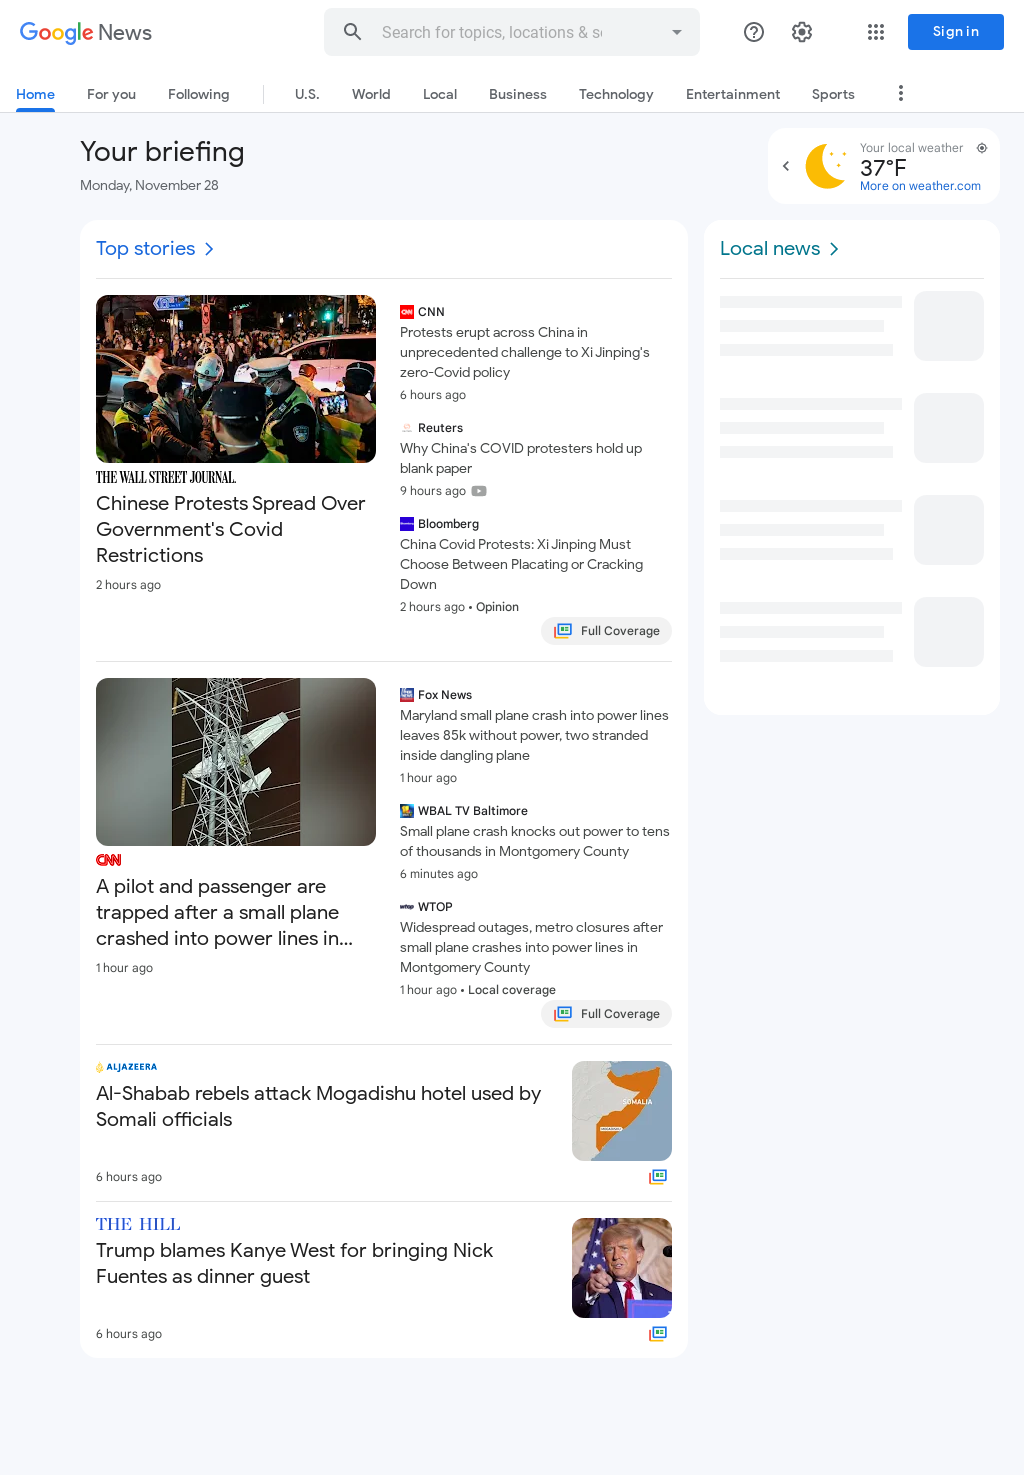 Google News
Search for topics, locations & so
Sign in
Home
For you
Following
U.S.
World
Local
Business
Technology
Entertainment
Sports
Your briefing
Monday, November 28
Your local weather
37°F
More on weather.com
Top stories
THE WALL STREET JOURNAL.
Chinese Protests Spread Over
Government's Covid
Restrictions
2 hours ago
CNN
Protests erupt across China in
unprecedented challenge to Xi Jinping's
zero-Covid policy
6 hours ago
Reuters
Why China's COVID protesters hold up
blank paper
9 hours ago
Bloomberg
China Covid Protests: Xi Jinping Must
Choose Between Placating or Cracking
Down
2 hours ago • Opinion
Full Coverage
CNN
A pilot and passenger are
trapped after a small plane
crashed into power lines in...
1 hour ago
Fox News
Maryland small plane crash into power lines
leaves 85k without power, two stranded
inside dangling plane
1 hour ago
WBAL TV Baltimore
Small plane crash knocks out power to tens
of thousands in Montgomery County
6 minutes ago
wtop WTOP
Widespread outages, metro closures after
small plane crashes into power lines in
Montgomery County
1 hour ago • Local coverage
Full Coverage
ALJAZEERA
Al-Shabab rebels attack Mogadishu hotel used by
Somali officials
6 hours ago
SOMALIA
MOGADISHU
THE HILL
Trump blames Kanye West for bringing Nick
Fuentes as dinner guest
6 hours ago
Local news